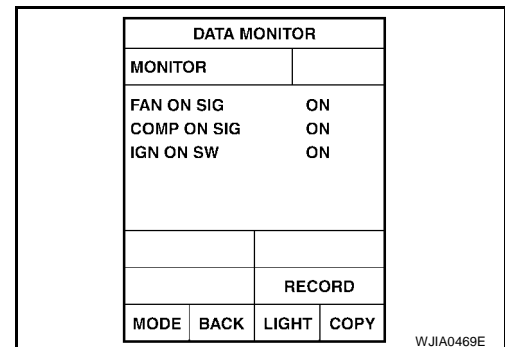 DATA MONITOR
MONITOR
FAN ON SIG ON
COMP ON SIG ON
IGN ON SW ON
RECORD
MODE BACK LIGHT COPY
WJIA0469E